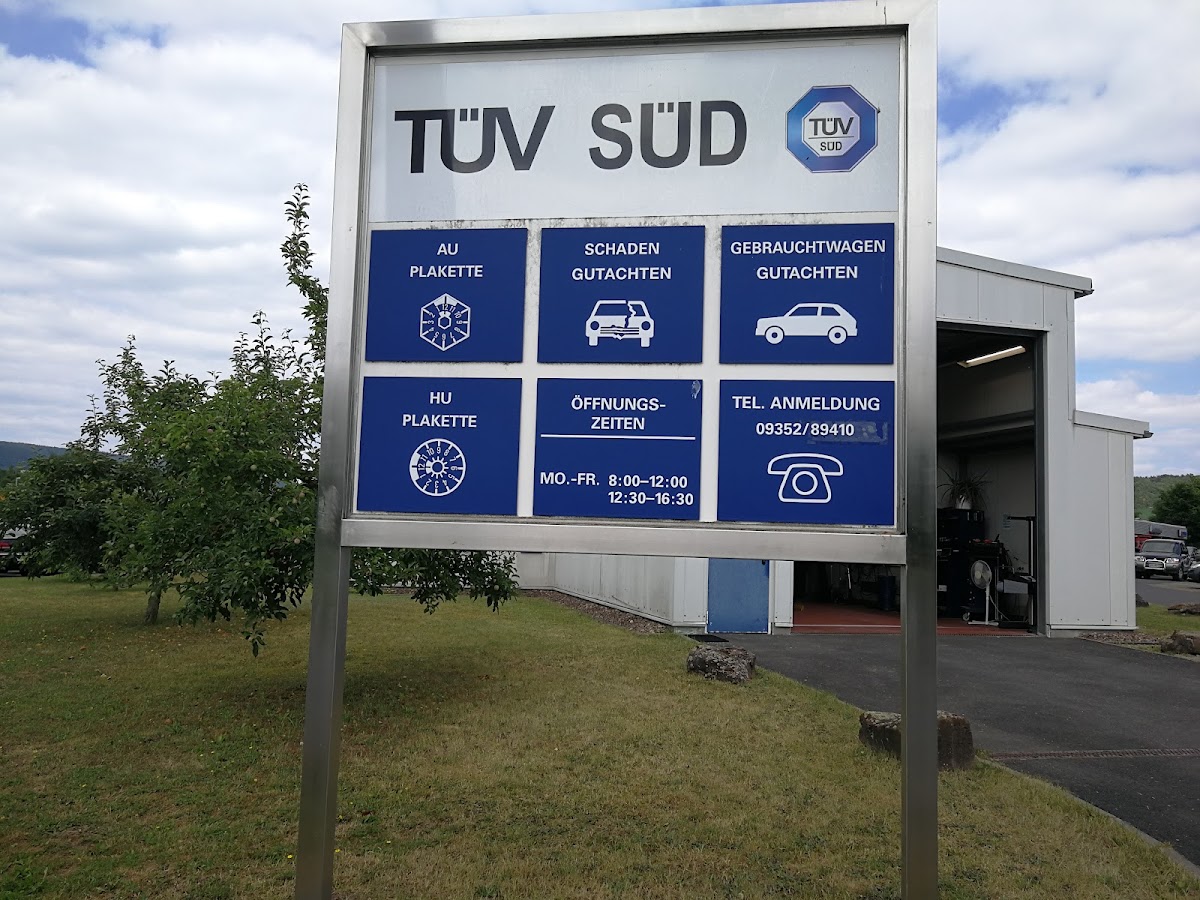 TÜV SÜD
TÜV
SÜD
AU
PLAKETTE
SCHADEN
GUTACHTEN
GEBRAUCHTWAGEN
GUTACHTEN
HU
PLAKETTE
ÖFFNUNGS-
ZEITEN
MO.-FR. 8:00–12:00
12:30–16:30
TEL. ANMELDUNG
09352/89410